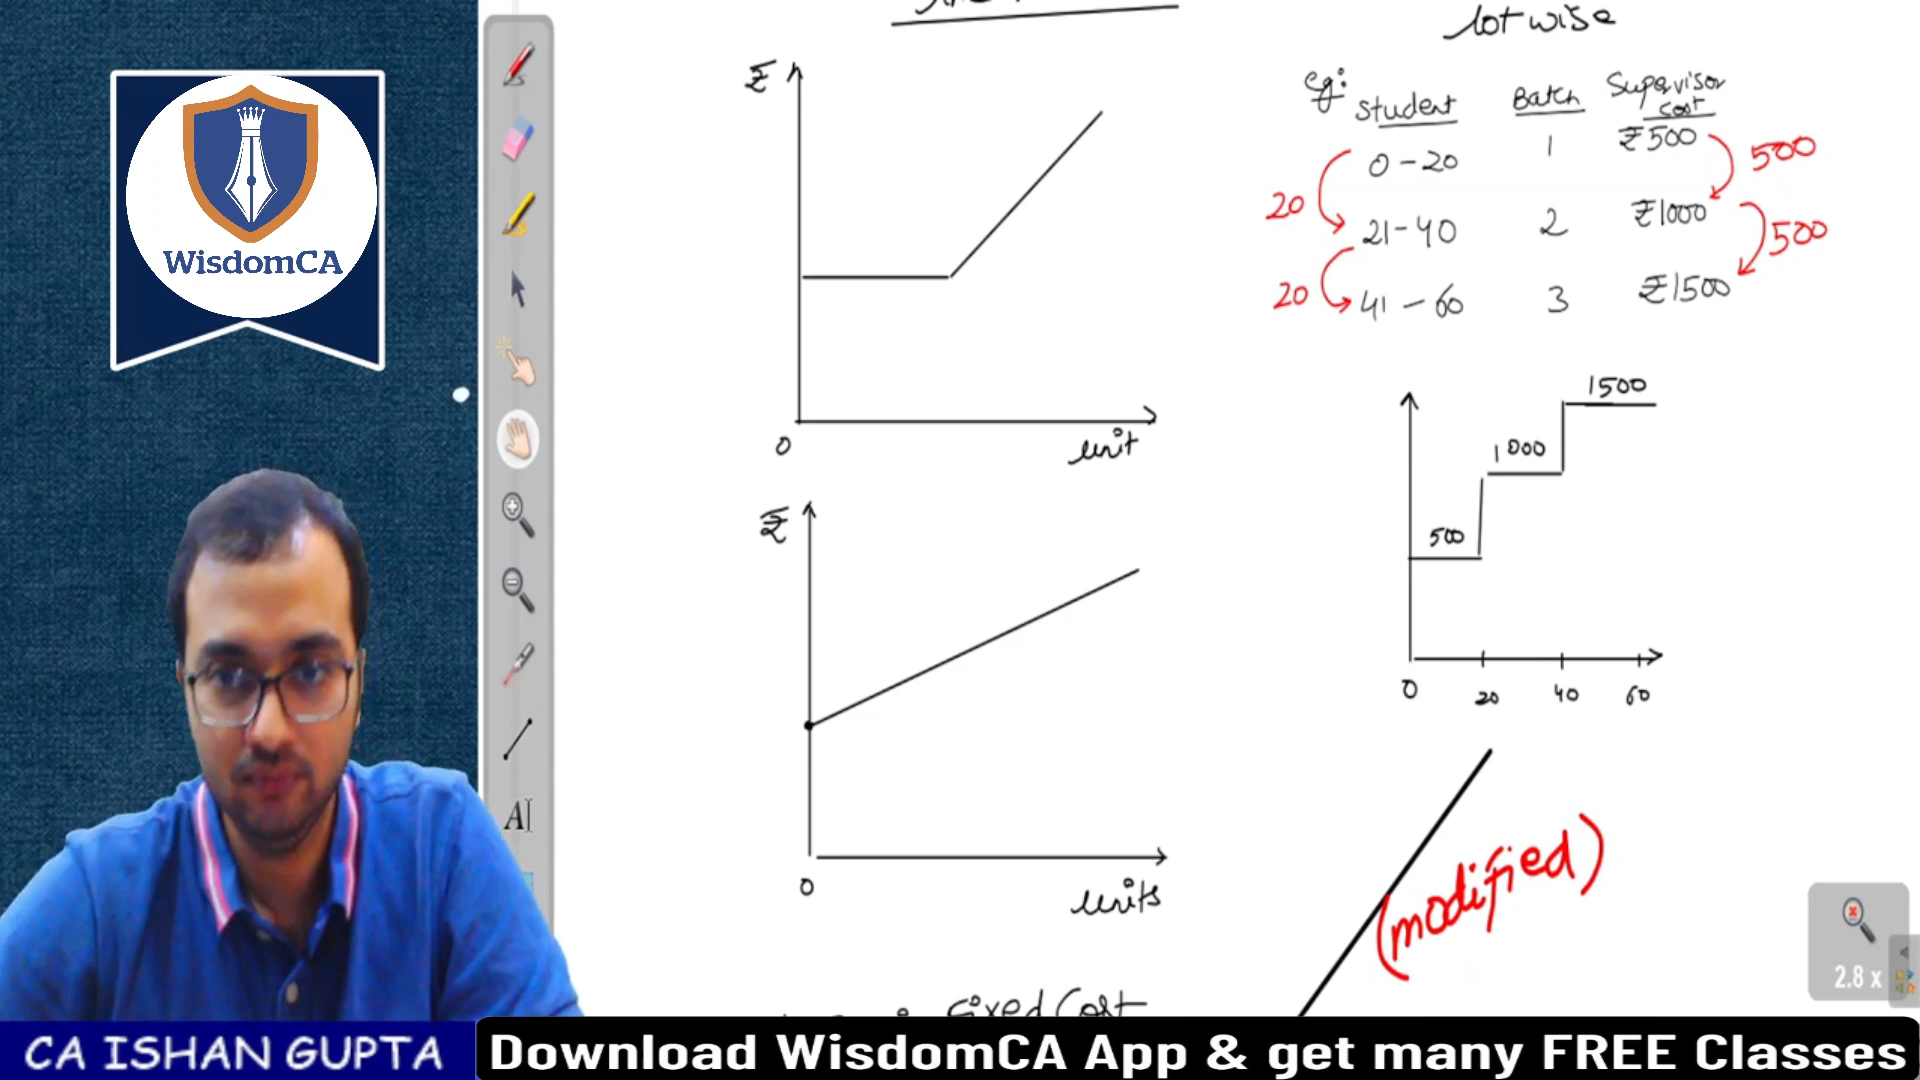 WisdomCA
₹
0
unit
₹
0
units
Fixed Cost
lot wise
eg:
Student Batch Supervisor cost
0-20 1 ₹500
21-40 2 ₹1000
41-60 3 ₹1500
20
20
500
500
500
1000
1500
0 20 40 60
(modified)
A
2.8 x
CA ISHAN GUPTA
Download WisdomCA App & get many FREE Classes